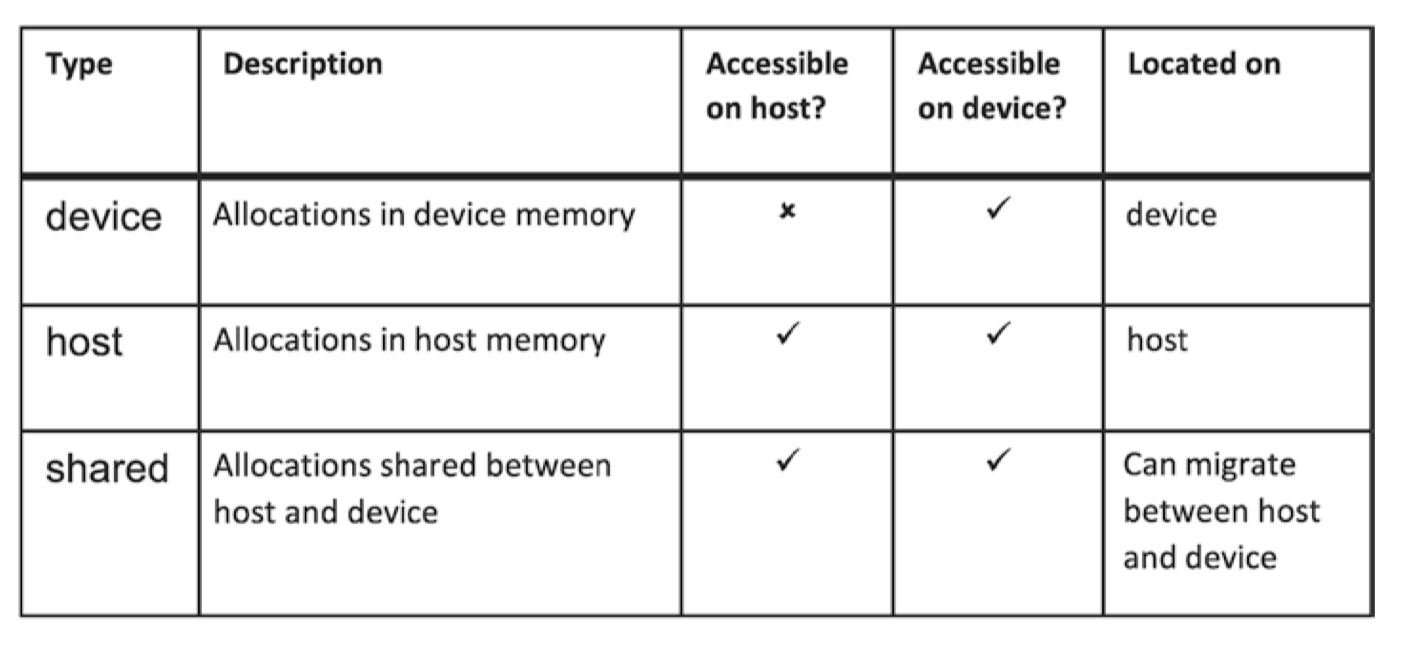 Type Description Accessible Accessible Located on
on host? on device?
device Allocations in device memory ✘ ✓ device
host Allocations in host memory ✓ ✓ host
shared Allocations shared between ✓ ✓ Can migrate
host and device between host
and device